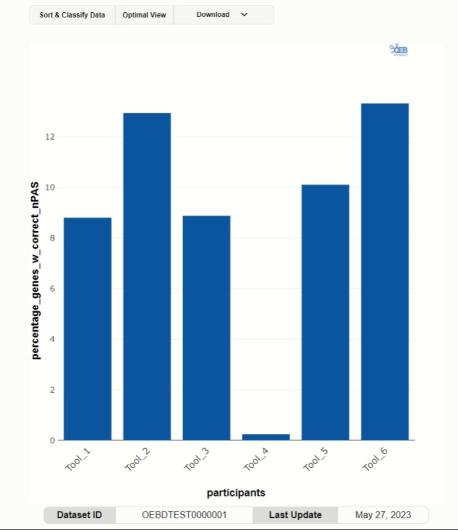 Sort & Classify Data
Optimal View
Download
OEB
percentage_genes_w_correct_nPAS
12
10
8
6
4
2
0
Tool_1
Tool_2
Tool_3
Tool_4
Tool_5
Tool_6
participants
Dataset ID
OEBDTEST0000001
Last Update
May 27, 2023